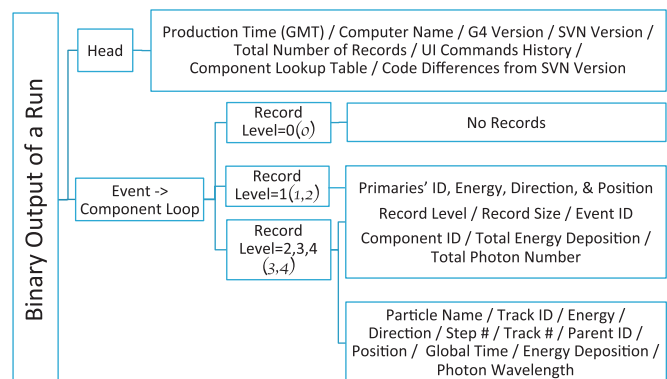 Binary Output of a Run
Head
Production Time (GMT) / Computer Name / G4 Version / SVN Version /
Total Number of Records / UI Commands History /
Component Lookup Table / Code Differences from SVN Version
Event ->
Component Loop
Record
Level=0(0)
No Records
Record
Level=1(1,2)
Record
Level=2,3,4
(3,4)
Primaries' ID, Energy, Direction, & Position
Record Level / Record Size / Event ID
Component ID / Total Energy Deposition /
Total Photon Number
Particle Name / Track ID / Energy /
Direction / Step # / Track # / Parent ID /
Position / Global Time / Energy Deposition /
Photon Wavelength